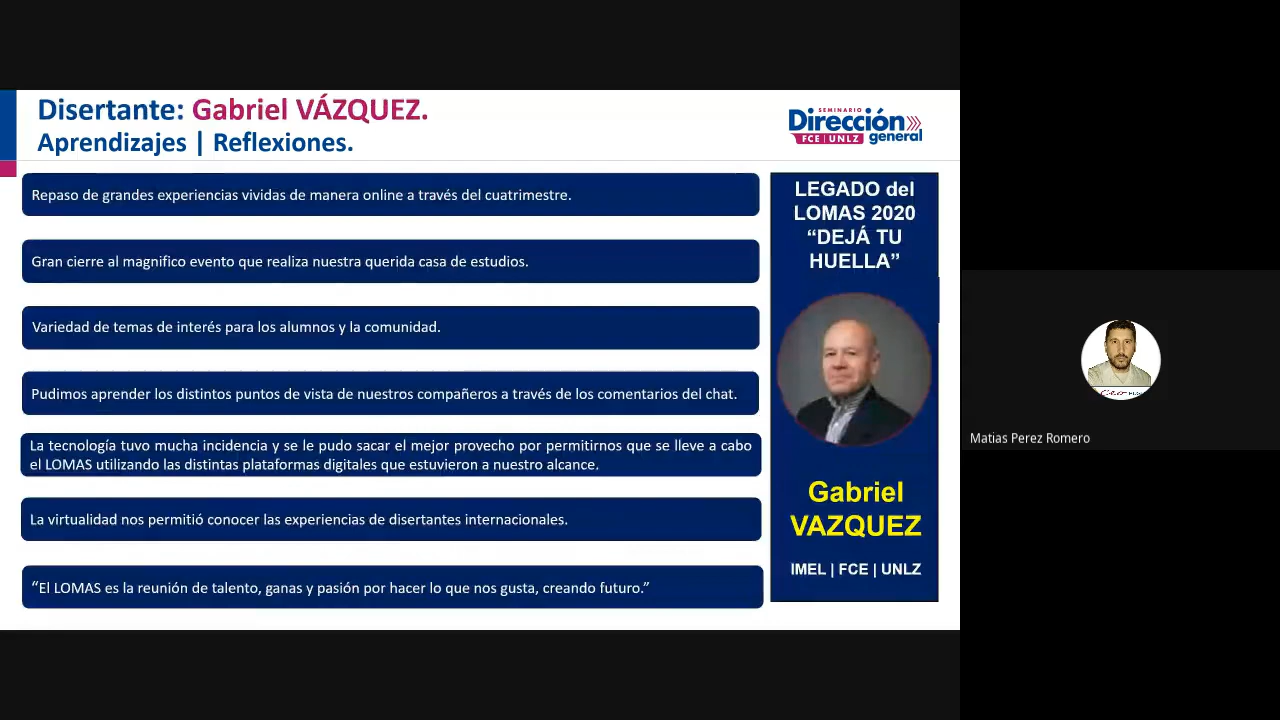 Disertante: Gabriel VÁZQUEZ.
Aprendizajes | Reflexiones.
SEMINARIO
Dirección
FCE | UNLZ general
Repaso de grandes experiencias vividas de manera online a través del cuatrimestre.
Gran cierre al magnifico evento que realiza nuestra querida casa de estudios.
Variedad de temas de interés para los alumnos y la comunidad.
Pudimos aprender los distintos puntos de vista de nuestros compañeros a través de los comentarios del chat.
La tecnología tuvo mucha incidencia y se le pudo sacar el mejor provecho por permitirnos que se lleve a cabo
el LOMAS utilizando las distintas plataformas digitales que estuvieron a nuestro alcance.
La virtualidad nos permitió conocer las experiencias de disertantes internacionales.
“El LOMAS es la reunión de talento, ganas y pasión por hacer lo que nos gusta, creando futuro.”
LEGADO del
LOMAS 2020
“DEJÁ TU
HUELLA”
Gabriel
VAZQUEZ
IMEL | FCE | UNLZ
Matias Perez Romero